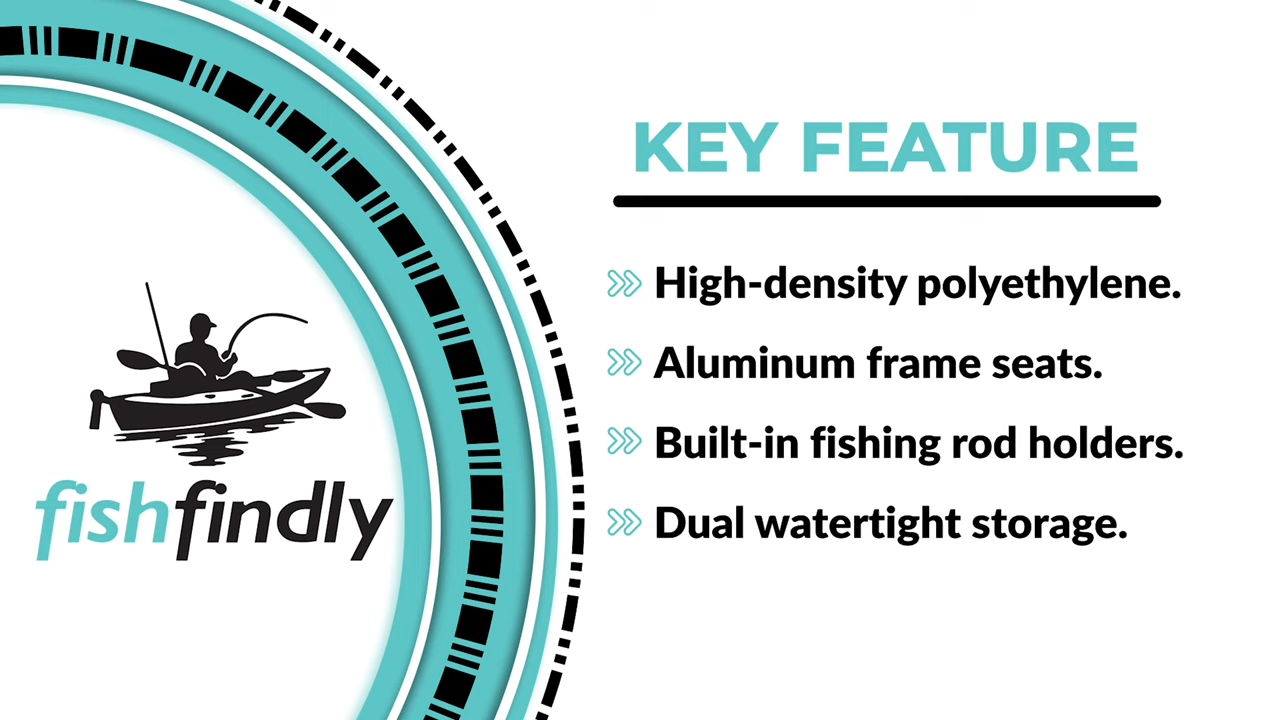 KEY FEATURE
High-density polyethylene.
Aluminum frame seats.
Built-in fishing rod holders.
Dual watertight storage.
fishfindly